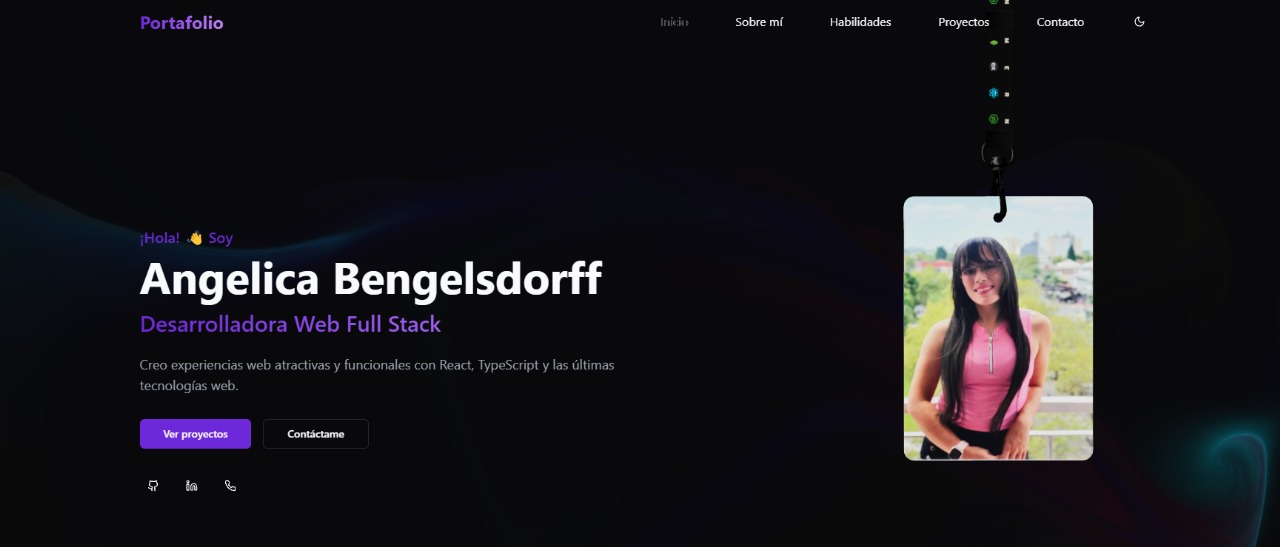 Portafolio
Inicio
Sobre mí
Habilidades
Proyectos
Contacto
¡Hola! 👋 Soy
Angelica Bengelsdorff
Desarrolladora Web Full Stack
Creo experiencias web atractivas y funcionales con React, TypeScript y las últimas
tecnologías web.
Ver proyectos
Contáctame